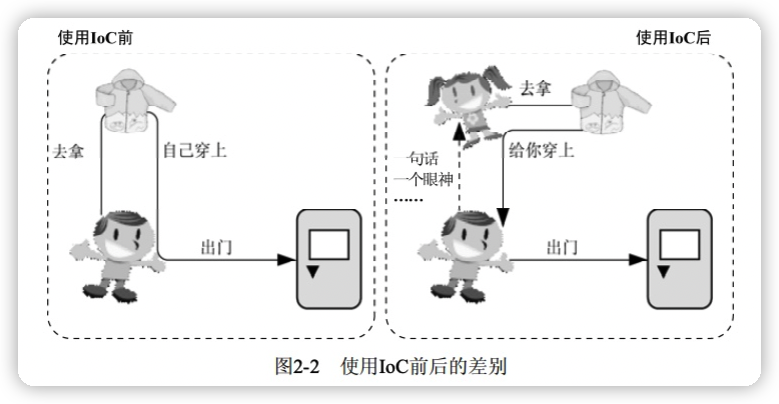 使用IoC前
使用IoC后
去拿
自己穿上
出门
去拿
给你穿上
一句话
一个眼神
……
出门
图2-2 使用IoC前后的差别